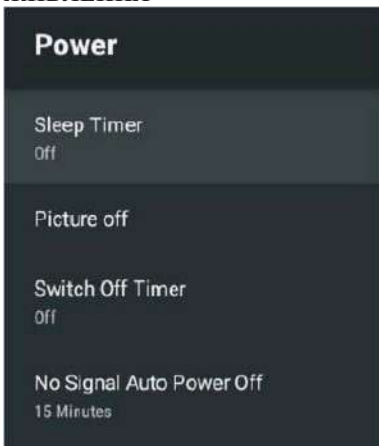 Power
Sleep Timer
Off
Picture off
Switch Off Timer
Off
No Signal Auto Power Off
15 Minutes